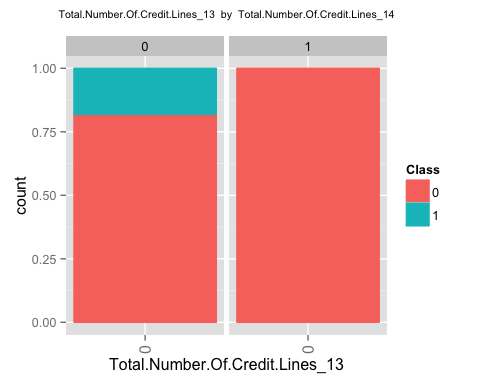 Total.Number.Of.Credit.Lines_13 by Total.Number.Of.Credit.Lines_14
0 1
1.00
0.75
0.50
0.25
0.00
count
0 0
Total.Number.Of.Credit.Lines_13
Class
0
1